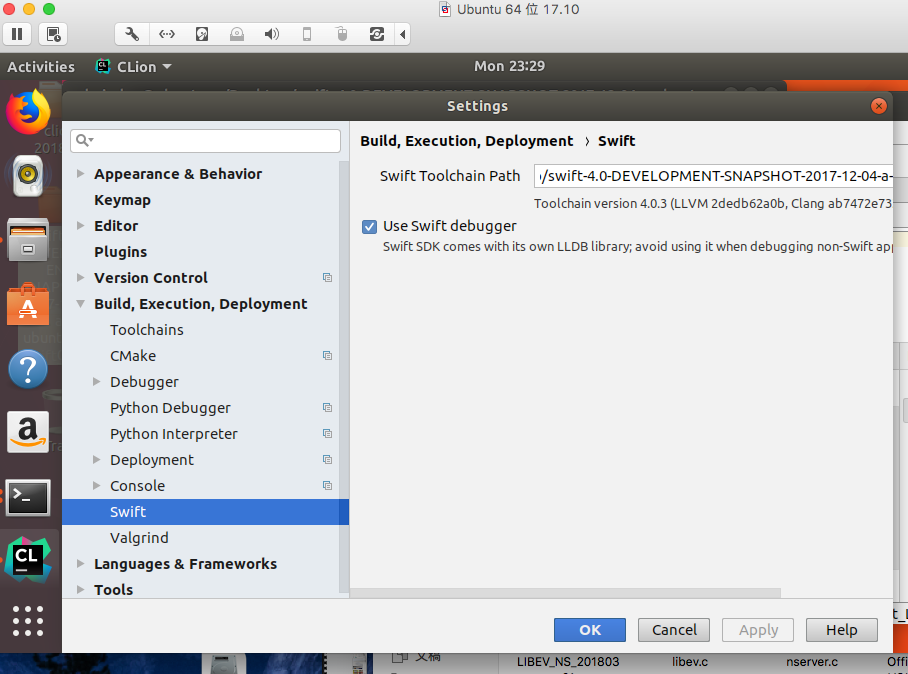 Ubuntu 64 位 17.10
Activities
CLion
Mon 23:29
Settings
Appearance & Behavior
Keymap
Editor
Plugins
Version Control
Build, Execution, Deployment
Toolchains
CMake
Debugger
Python Debugger
Python Interpreter
Deployment
Console
Swift
Valgrind
Languages & Frameworks
Tools
Build, Execution, Deployment › Swift
Swift Toolchain Path
/swift-4.0-DEVELOPMENT-SNAPSHOT-2017-12-04-a-
Toolchain version 4.0.3 (LLVM 2dedb62a0b, Clang ab7472e73
Use Swift debugger
Swift SDK comes with its own LLDB library; avoid using it when debugging non-Swift app
OK
Cancel
Apply
Help
文稿
LIBEV_NS_201803
libev.c
nserver.c
Offi